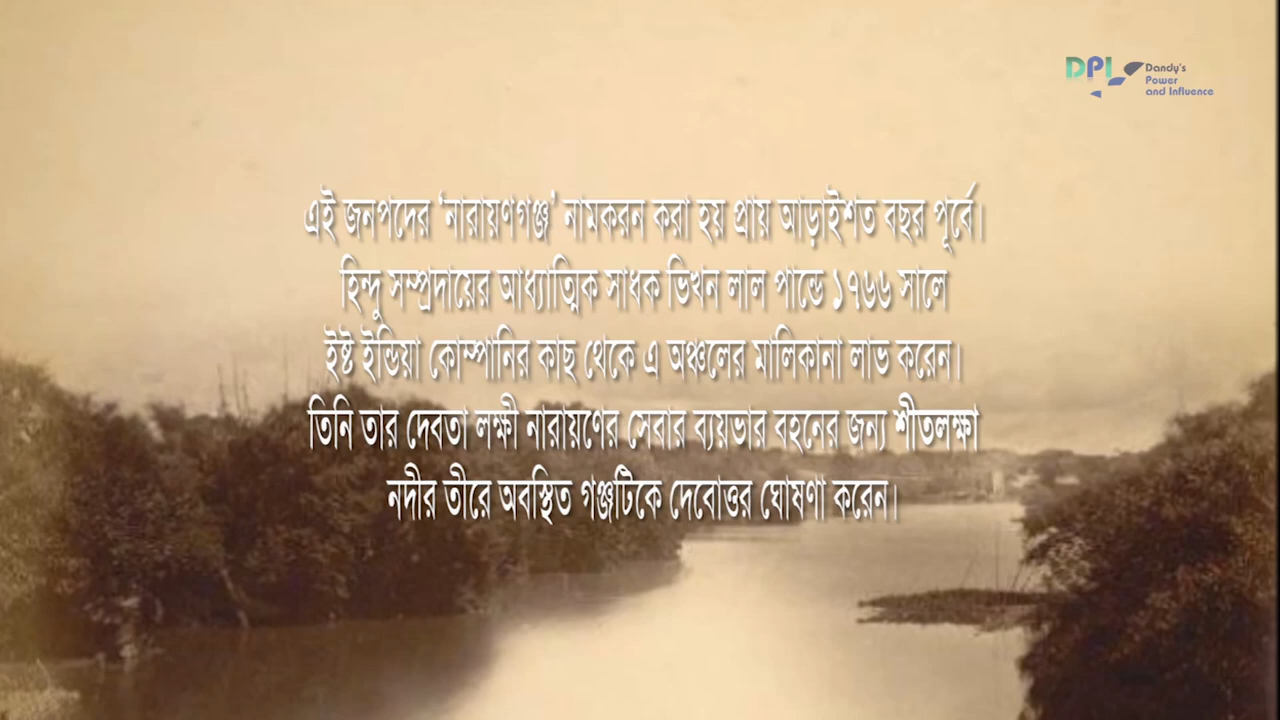 DPI
Dandy's
Power
and Influence
এই জনপদের ‘নারায়ণগঞ্জ’ নামকরন করা হয় প্রায় আড়াইশত বছর পূর্বে।
হিন্দু সম্প্রদায়ের আধ্যাত্মিক সাধক ভিখন লাল পান্ডে ১৭৬৬ সালে
ইষ্ট ইন্ডিয়া কোম্পানির কাছ থেকে এ অঞ্চলের মালিকানা লাভ করেন।
তিনি তার দেবতা লক্ষী নারায়ণের সেবার ব্যয়ভার বহনের জন্য শীতলক্ষা
নদীর তীরে অবস্থিত গঞ্জটিকে দেবোত্তর ঘোষণা করেন।